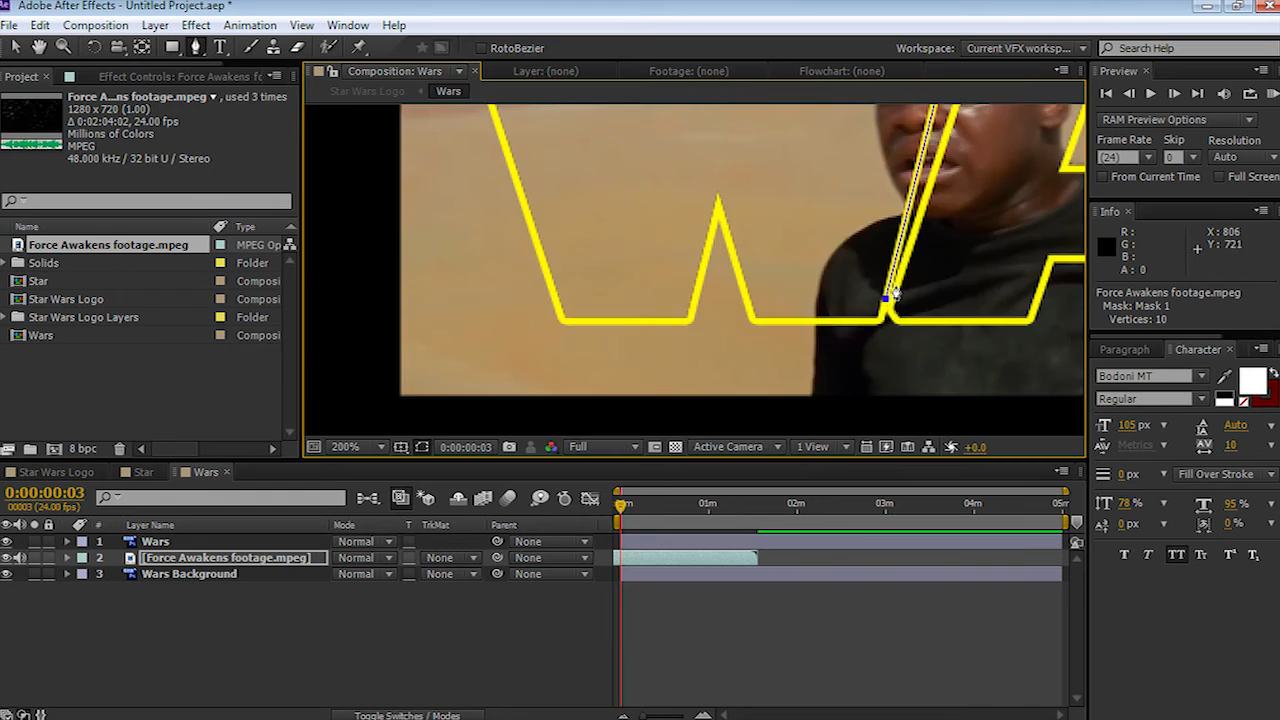 Adobe After Effects - Untitled Project.aep *
File Edit Composition Layer Effect Animation View Window Help
RotoBezier
Workspace: Current VFX worksp...
Search Help
Project
Effect Controls: Force Awakens fo
Force A...ns footage.mpeg ▼, used 3 times
1280 x 720 (1.00)
Δ 0:02:04:02, 24.00 fps
Millions of Colors
MPEG
48.000 kHz / 32 bit U / Stereo
Name Type
Force Awakens footage.mpeg MPEG Op
Solids Folder
Star Composi
Star Wars Logo Composi
Star Wars Logo Layers Folder
Wars Composi
8 bpc
Composition: Wars
Layer: (none)
Footage: (none)
Flowchart: (none)
Star Wars Logo
Wars
200%
0:00:00:03
Full
Active Camera
1 View
+0.0
Preview
RAM Preview Options
Frame Rate Skip Resolution
(24) 0 Auto
From Current Time Full Screen
Info
R:
G:
B:
A: 0
X: 806
Y: 721
Force Awakens footage.mpeg
Mask: Mask 1
Vertices: 10
Paragraph
Character
Bodoni MT
Regular
105 px Auto
Metrics 10
0 px Fill Over Stroke
78 % 95 %
0 px 0 %
T T TT Tr T¹ T₁
Star Wars Logo
Star
Wars
0:00:00:03
00003 (24.00 fps)
01m 02m 03m 04m 05m
# Layer Name Mode T TrkMat Parent
1 Wars Normal None
2 [Force Awakens footage.mpeg] Normal None None
3 Wars Background Normal None None
Toggle Switches / Modes